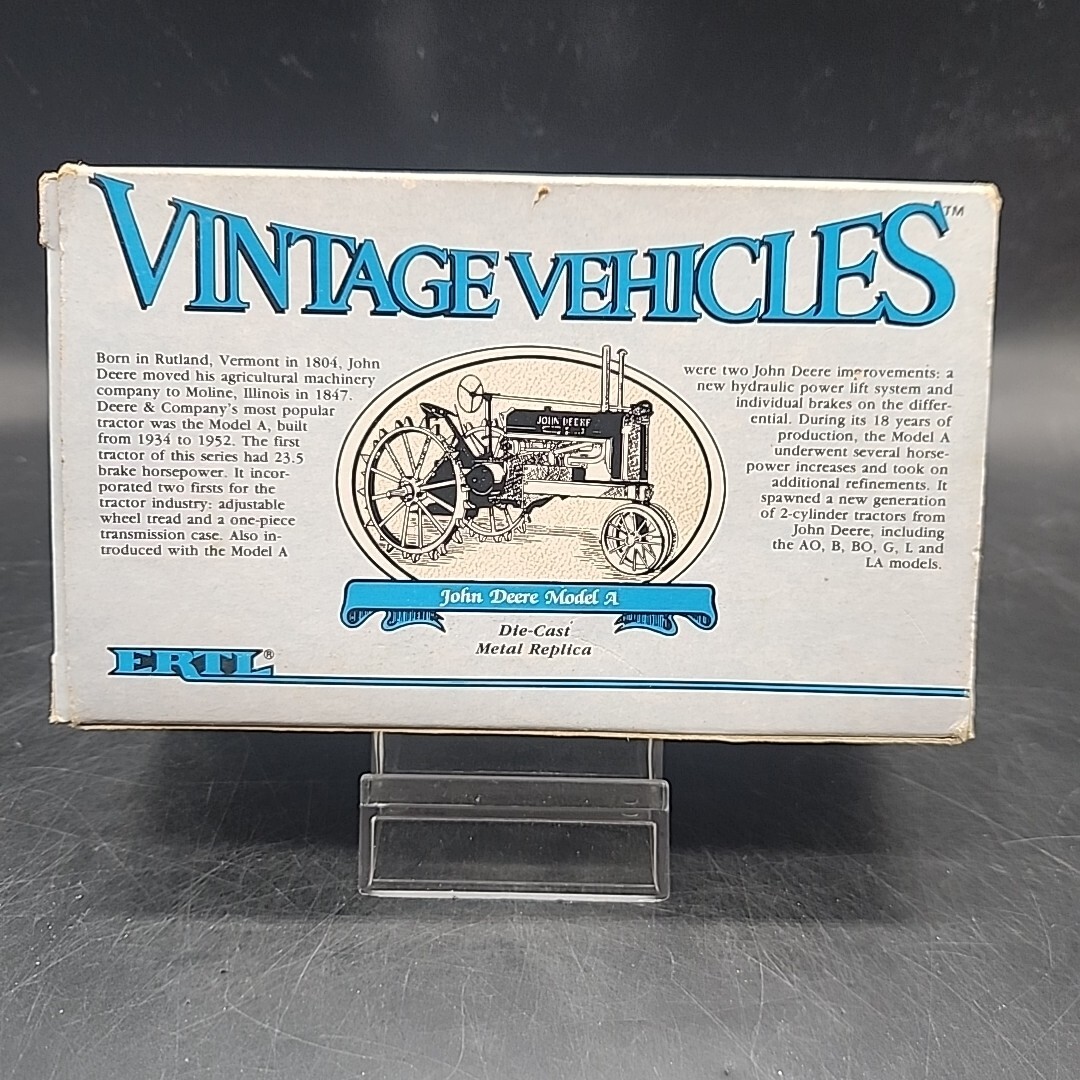 VINTAGE VEHICLES™
Born in Rutland, Vermont in 1804, John
Deere moved his agricultural machinery
company to Moline, Illinois in 1847.
Deere & Company's most popular
tractor was the Model A, built
from 1934 to 1952. The first
tractor of this series had 23.5
brake horsepower. It incor-
porated two firsts for the
tractor industry: adjustable
wheel tread and a one-piece
transmission case. Also in-
troduced with the Model A
JOHN DEERE
were two John Deere improvements: a
new hydraulic power lift system and
individual brakes on the differ-
ential. During its 18 years of
production, the Model A
underwent several horse-
power increases and took on
additional refinements. It
spawned a new generation
of 2-cylinder tractors from
John Deere, including
the AO, B, BO, G, L and
LA models.
John Deere Model A
Die-Cast
Metal Replica
ERTL®